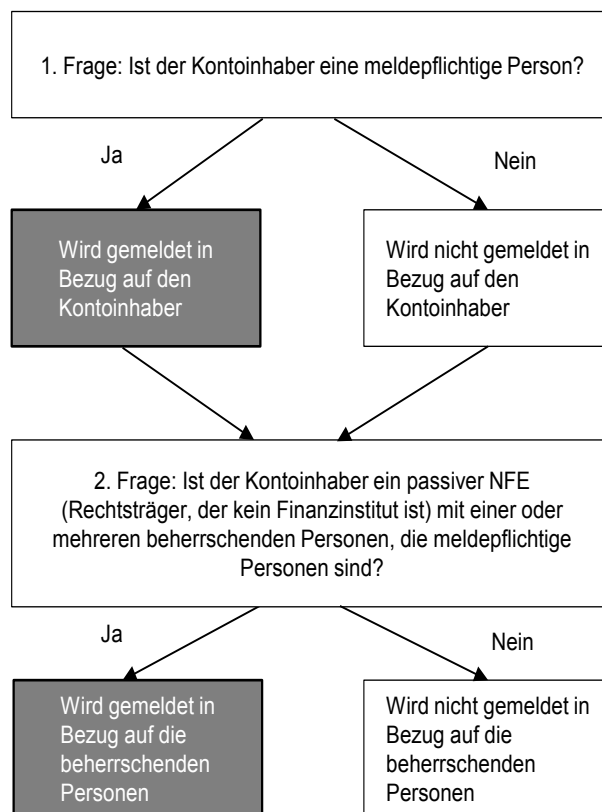 1. Frage: Ist der Kontoinhaber eine meldepflichtige Person?
Ja
Nein
Wird gemeldet in
Bezug auf den
Kontoinhaber
Wird nicht gemeldet in
Bezug auf den
Kontoinhaber
2. Frage: Ist der Kontoinhaber ein passiver NFE
(Rechtsträger, der kein Finanzinstitut ist) mit einer oder
mehreren beherrschenden Personen, die meldepflichtige
Personen sind?
Ja
Nein
Wird gemeldet in
Bezug auf die
beherrschenden
Personen
Wird nicht gemeldet in
Bezug auf die
beherrschenden
Personen